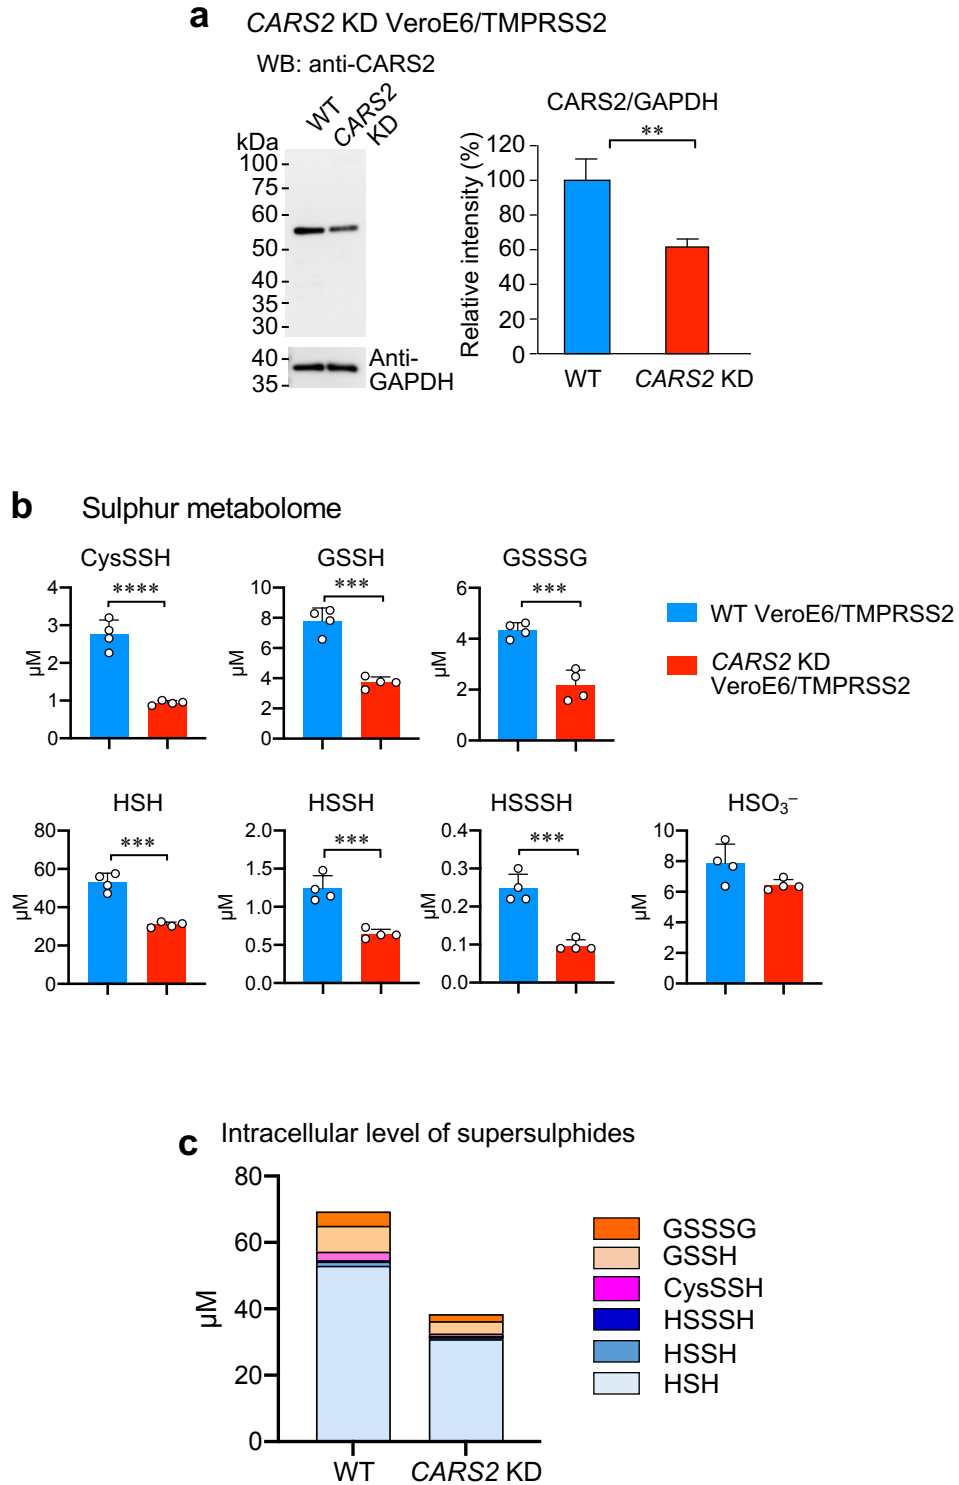 a CARS2 KD VeroE6/TMPRSS2
WB: anti-CARS2
WT
CARS2 KD
kDa
100
75
60
50
40
35
30
40
35
Anti-
GAPDH
CARS2/GAPDH
**
Relative intensity (%)
120
100
80
60
40
20
0
WT CARS2 KD
b Sulphur metabolome
CysSSH
****
µM
4
3
2
1
0
GSSH
***
µM
10
8
6
4
2
0
GSSSG
***
µM
6
4
2
0
WT VeroE6/TMPRSS2
CARS2 KD
VeroE6/TMPRSS2
HSH
***
µM
80
60
40
20
0
HSSH
***
µM
2.0
1.5
1.0
0.5
0.0
HSSSH
***
µM
0.4
0.3
0.2
0.1
0.0
HSO₃⁻
µM
10
8
6
4
2
0
c Intracellular level of supersulphides
µM
80
60
40
20
0
WT CARS2 KD
GSSSG
GSSH
CysSSH
HSSSH
HSSH
HSH